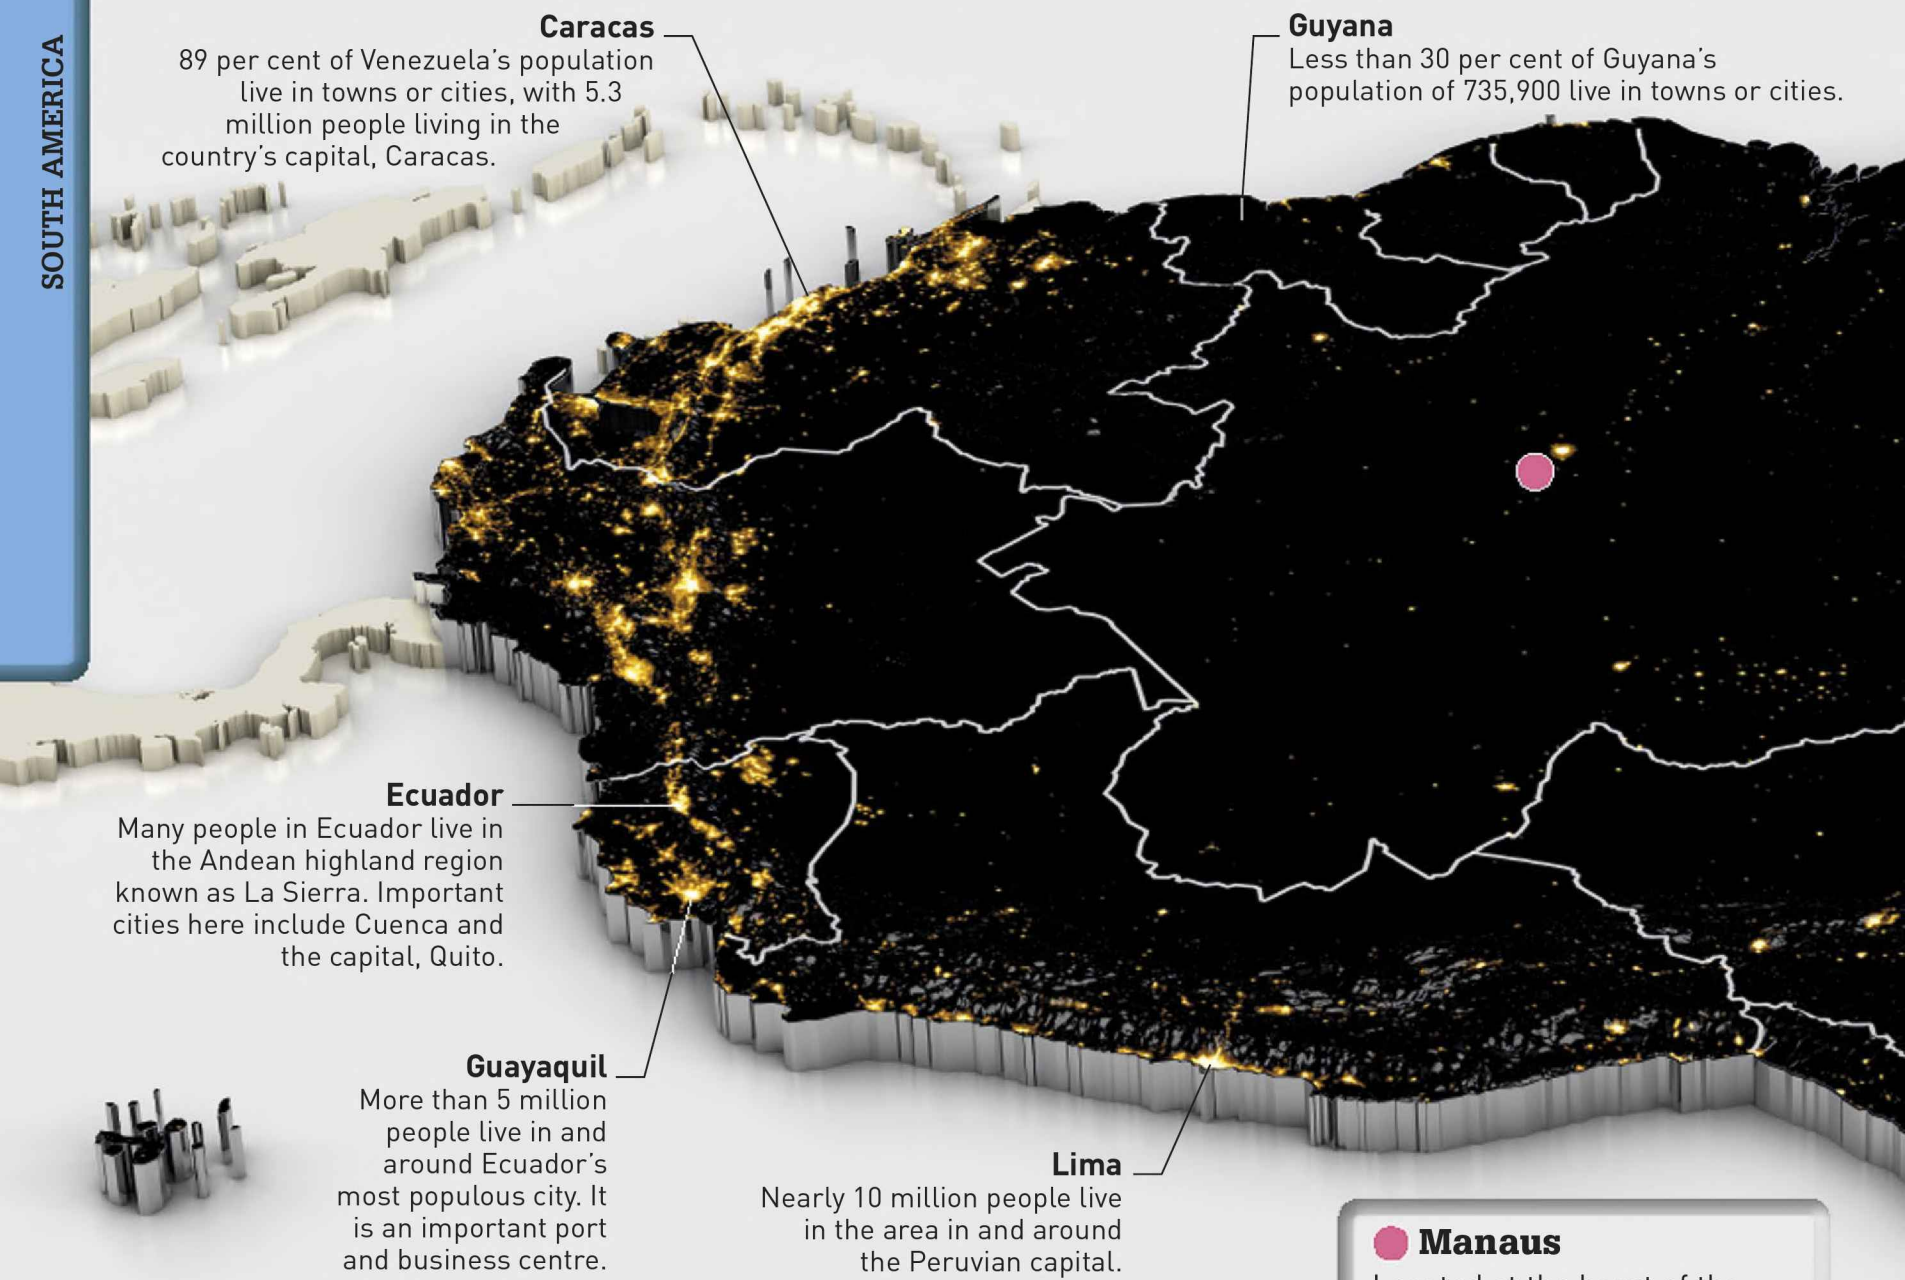 SOUTH AMERICA
Caracas
89 per cent of Venezuela's population
live in towns or cities, with 5.3
million people living in the
country's capital, Caracas.
Guyana
Less than 30 per cent of Guyana's
population of 735,900 live in towns or cities.
Ecuador
Many people in Ecuador live in
the Andean highland region
known as La Sierra. Important
cities here include Cuenca and
the capital, Quito.
Guayaquil
More than 5 million
people live in and
around Ecuador's
most populous city. It
is an important port
and business centre.
Lima
Nearly 10 million people live
in the area in and around
the Peruvian capital.
Manaus